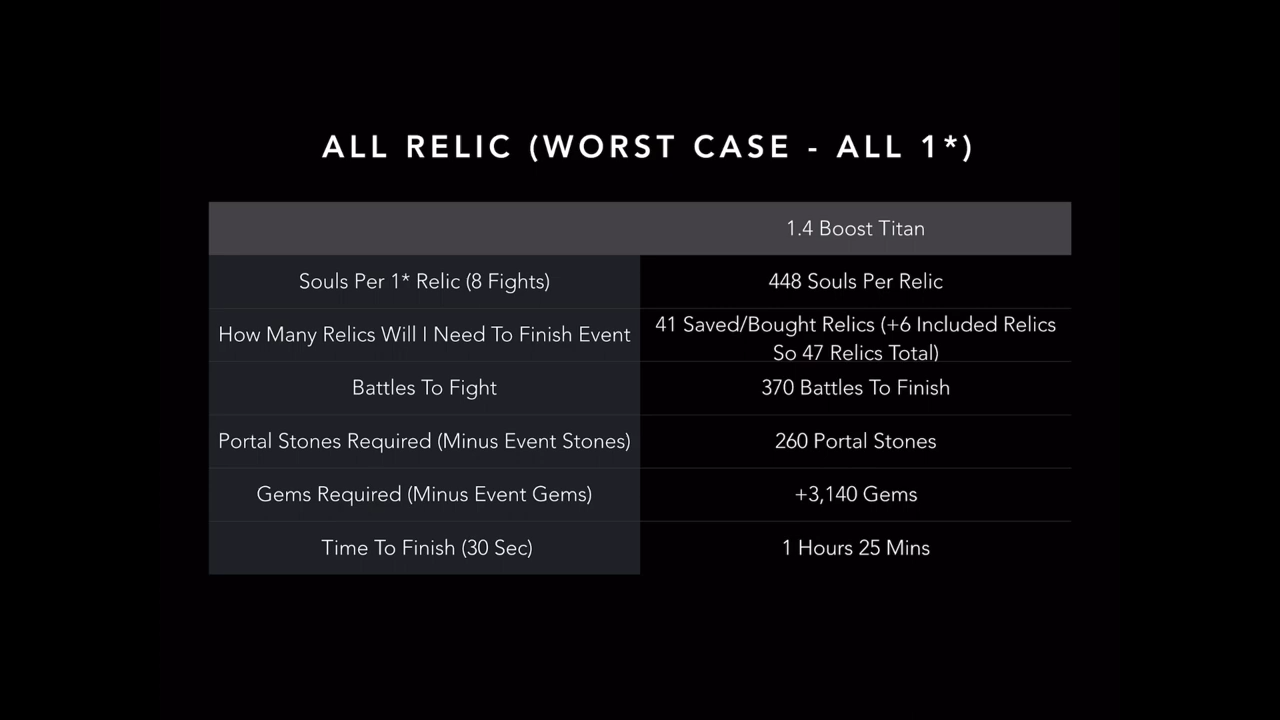 ALL RELIC (WORST CASE - ALL 1*)
1.4 Boost Titan
Souls Per 1* Relic (8 Fights)
448 Souls Per Relic
How Many Relics Will I Need To Finish Event
41 Saved/Bought Relics (+6 Included Relics
So 47 Relics Total)
Battles To Fight
370 Battles To Finish
Portal Stones Required (Minus Event Stones)
260 Portal Stones
Gems Required (Minus Event Gems)
+3,140 Gems
Time To Finish (30 Sec)
1 Hours 25 Mins